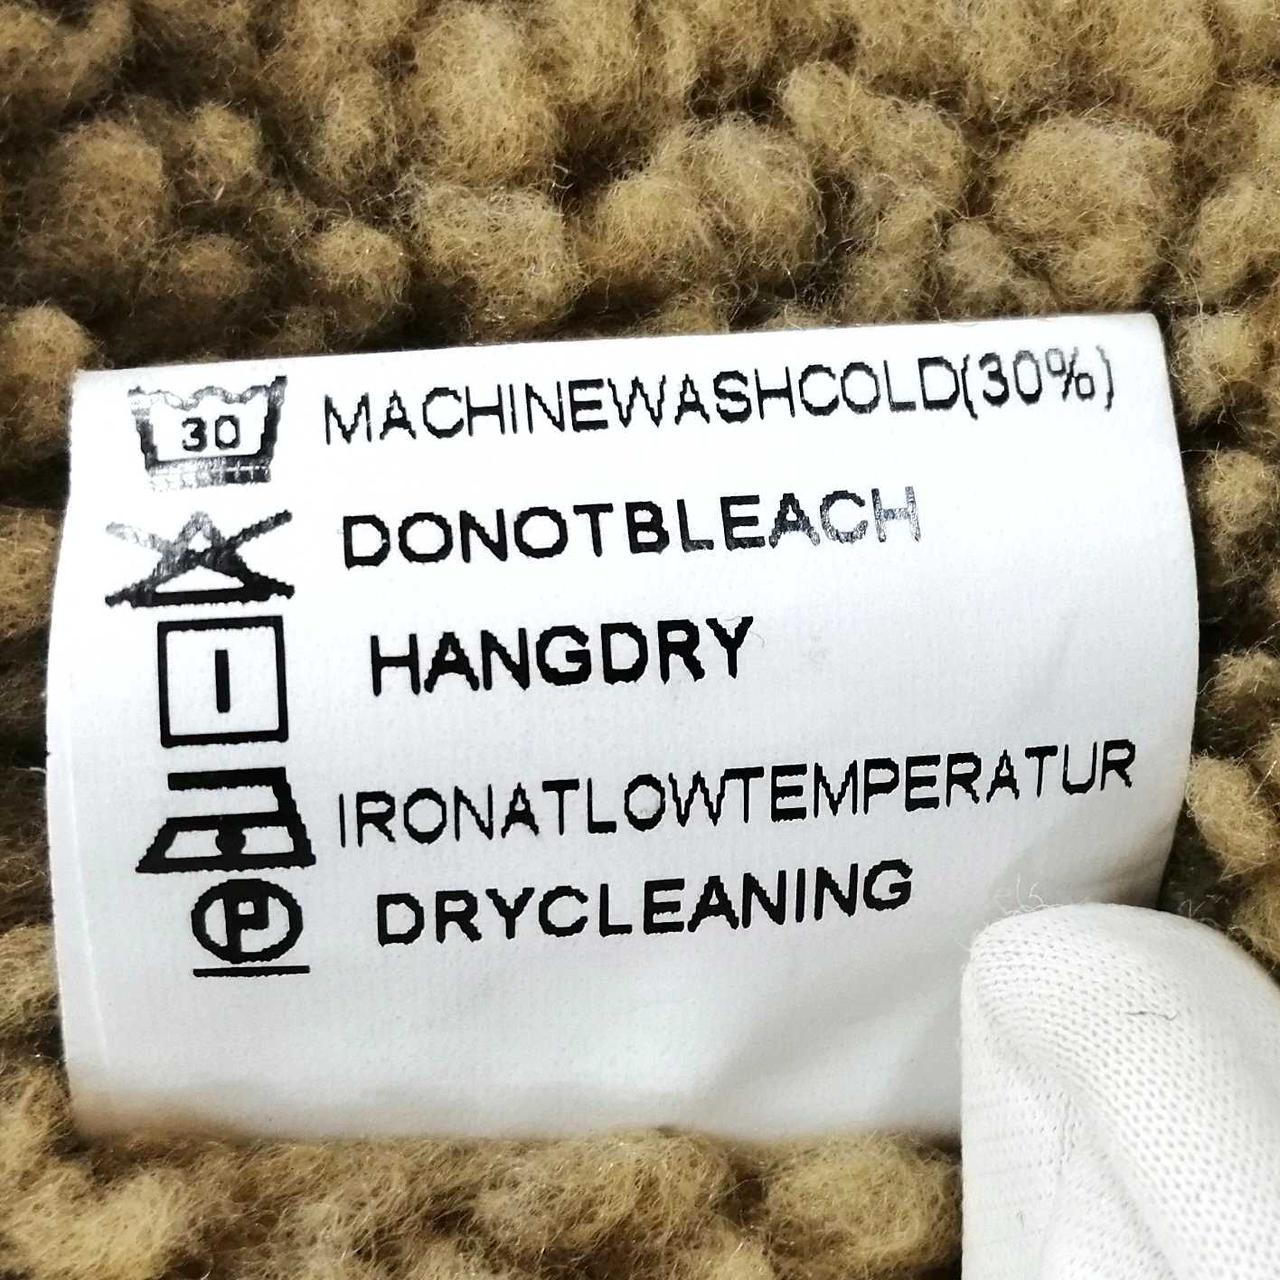 30 MACHINEWASHCOLD(30%)
DONOTBLEACH
HANGDRY
IRONATLOWTEMPERATUR
P DRYCLEANING